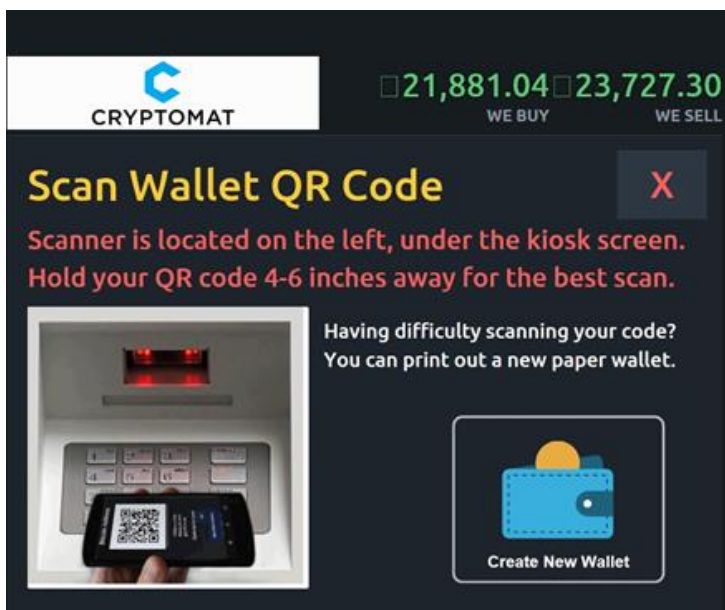 CRYPTOMAT
21,881.04 23,727.30
WE BUY WE SELL
Scan Wallet QR Code
X
Scanner is located on the left, under the kiosk screen.
Hold your QR code 4-6 inches away for the best scan.
Having difficulty scanning your code?
You can print out a new paper wallet.
Create New Wallet